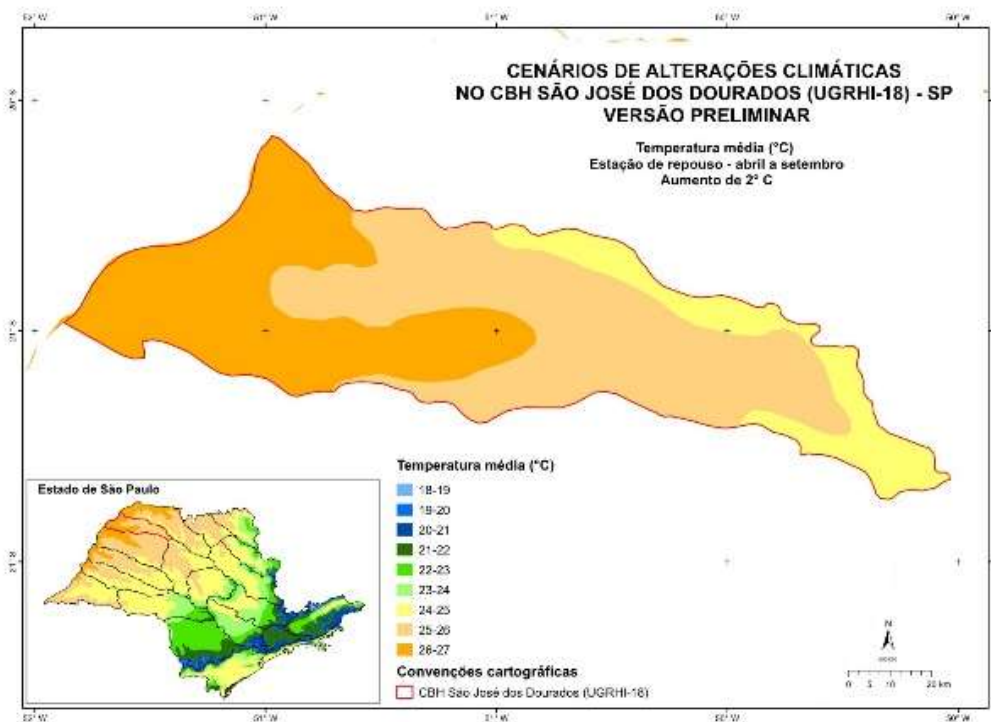 CENÁRIOS DE ALTERAÇÕES CLIMÁTICAS
NO CBH SÃO JOSÉ DOS DOURADOS (UGRHI-18) - SP
VERSÃO PRELIMINAR
Temperatura média (°C)
Estação de repouso - abril a setembro
Aumento de 2° C
Temperatura média (°C)
18-19
19-20
20-21
21-22
22-23
23-24
24-25
25-26
26-27
Convenções cartográficas
CBH São José dos Dourados (UGRHI-18)
Estado de São Paulo
N
0 5 10 20 km